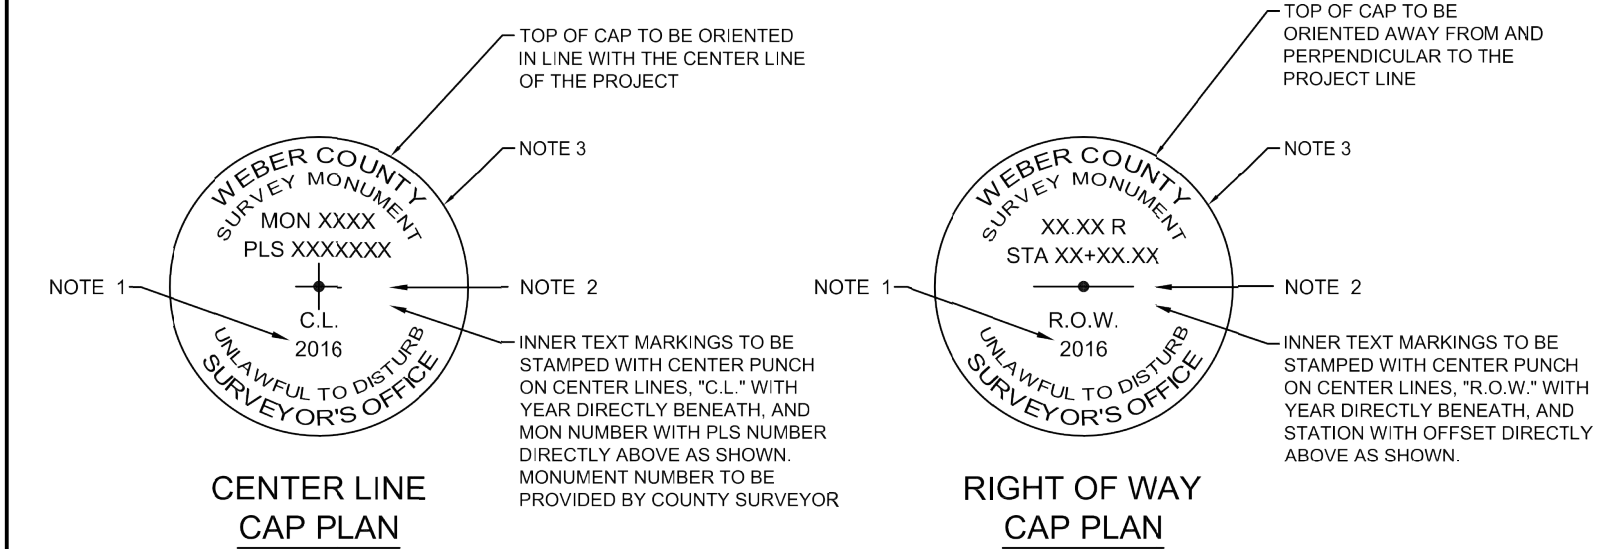 TOP OF CAP TO BE ORIENTED
IN LINE WITH THE CENTER LINE
OF THE PROJECT
NOTE 3
WEBER COUNTY
SURVEY MONUMENT
MON XXXX
PLS XXXXXXX
NOTE 1
NOTE 2
C.L.
2016
UNLAWFUL TO DISTURB
SURVEYOR'S OFFICE
INNER TEXT MARKINGS TO BE
STAMPED WITH CENTER PUNCH
ON CENTER LINES, "C.L." WITH
YEAR DIRECTLY BENEATH, AND
MON NUMBER WITH PLS NUMBER
DIRECTLY ABOVE AS SHOWN.
MONUMENT NUMBER TO BE
PROVIDED BY COUNTY SURVEYOR
CENTER LINE
CAP PLAN
TOP OF CAP TO BE
ORIENTED AWAY FROM AND
PERPENDICULAR TO THE
PROJECT LINE
NOTE 3
WEBER COUNTY
SURVEY MONUMENT
XX.XX R
STA XX+XX.XX
NOTE 1
NOTE 2
R.O.W.
2016
UNLAWFUL TO DISTURB
SURVEYOR'S OFFICE
INNER TEXT MARKINGS TO BE
STAMPED WITH CENTER PUNCH
ON CENTER LINES, "R.O.W." WITH
YEAR DIRECTLY BENEATH, AND
STATION WITH OFFSET DIRECTLY
ABOVE AS SHOWN.
RIGHT OF WAY
CAP PLAN